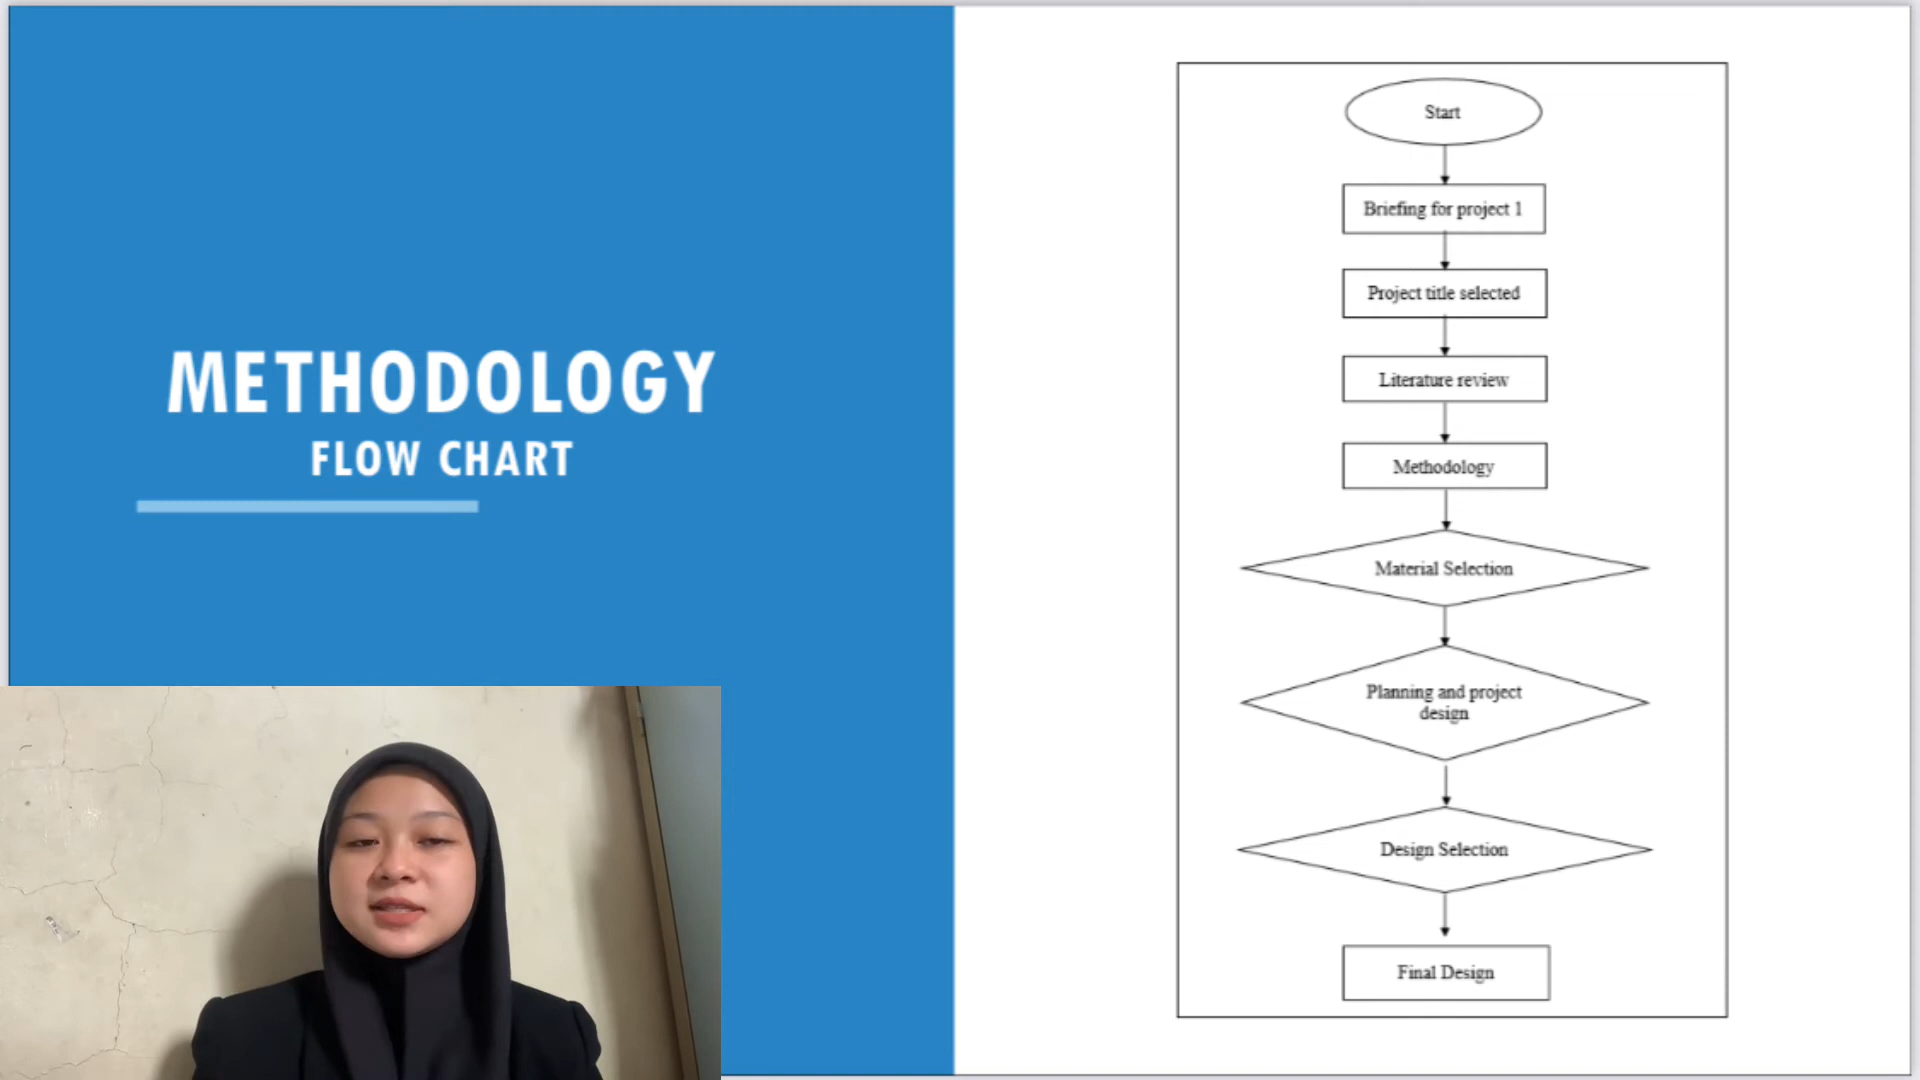 METHODOLOGY
FLOW CHART
Start
Briefing for project 1
Project title selected
Literature review
Methodology
Material Selection
Planning and project
design
Design Selection
Final Design